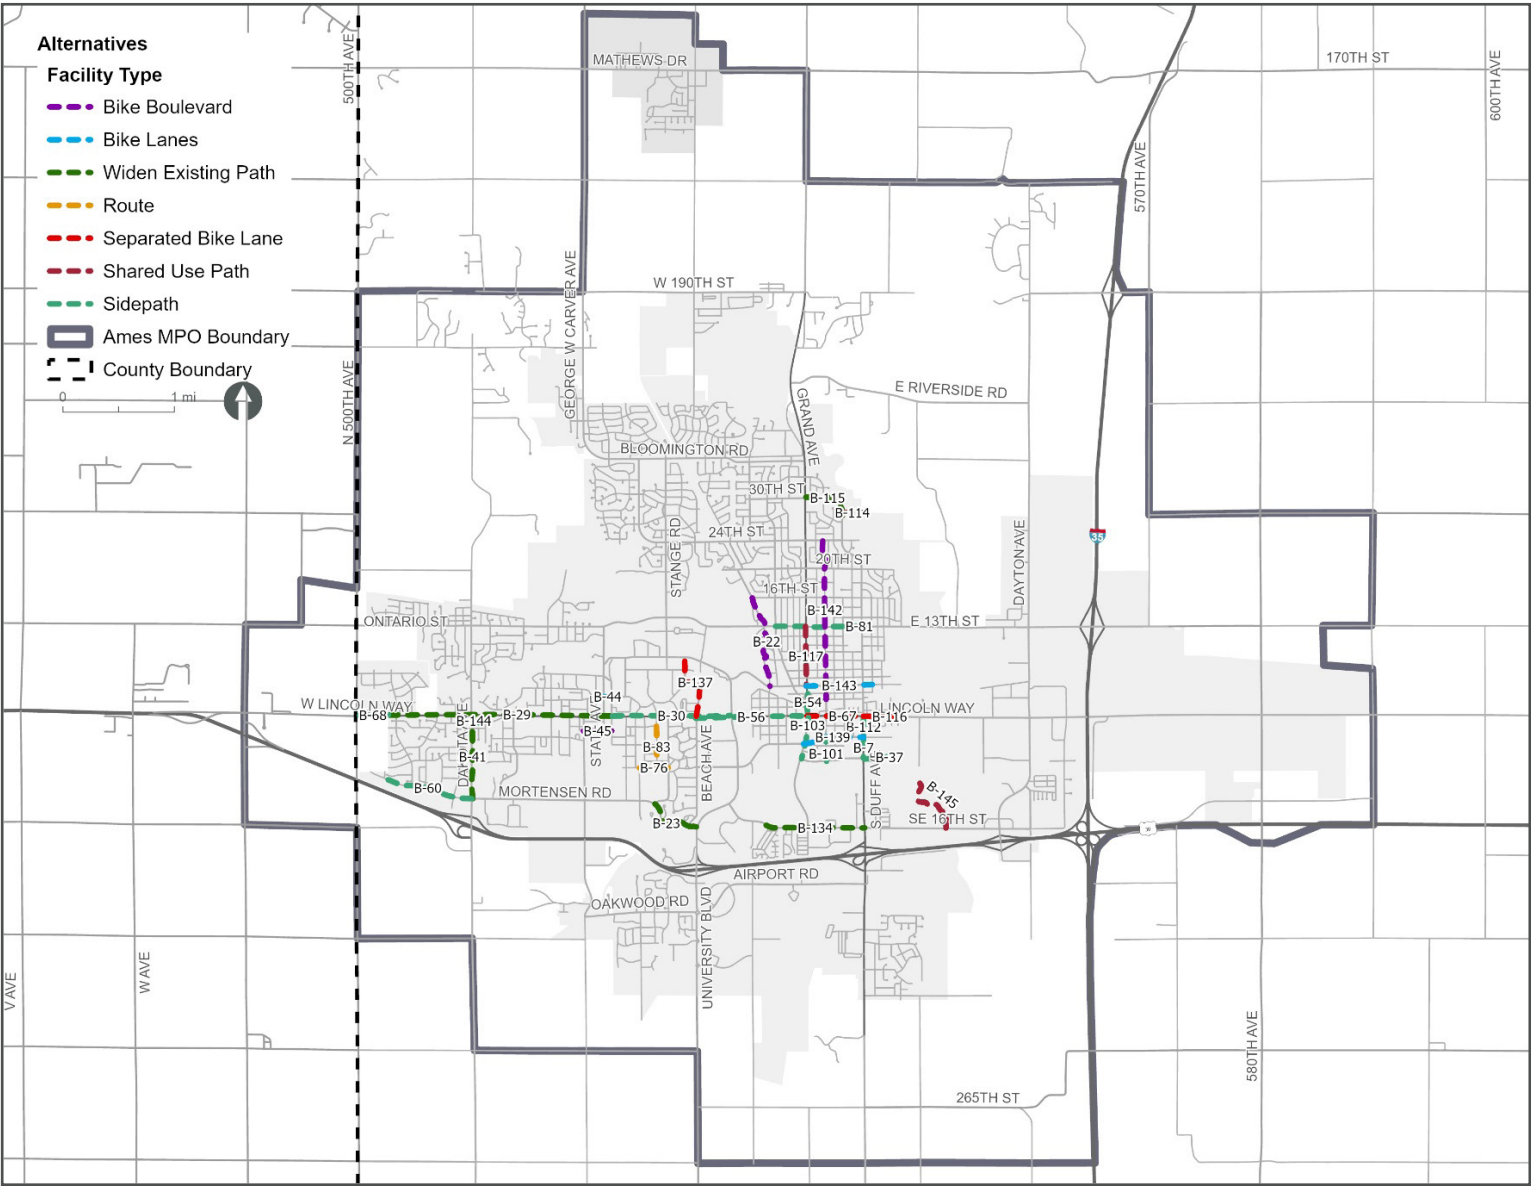 Alternatives
Facility Type
Bike Boulevard
Bike Lanes
Widen Existing Path
Route
Separated Bike Lane
Shared Use Path
Sidepath
Ames MPO Boundary
County Boundary
0 1 mi
500TH AVE
N 500TH AVE
MATHEWS DR
170TH ST
600TH AVE
570TH AVE
GEORGE W CARVER AVE
W 190TH ST
E RIVERSIDE RD
GRAND AVE
BLOOMINGTON RD
30TH ST
B-115
B-114
24TH ST
STANGE RD
20TH ST
DAYTON AVE
35
16TH ST
B-142
ONTARIO ST
B-81
E 13TH ST
B-22
B-117
B-137
B-143
B-44
B-54
W LINCOLN WAY
LINCOLN WAY
B-68
B-144
B-29
B-30
B-56
B-67
B-116
B-103
B-112
B-45
B-139
B-83
B-7
B-41
B-101
B-37
B-76
BEACH AVE
B-60
MORTENSEN RD
B-145
B-23
B-134
S DUFF AV
SE 16TH ST
AIRPORT RD
OAKWOOD RD
UNIVERSITY BLVD
V AVE
W AVE
580TH AVE
265TH ST